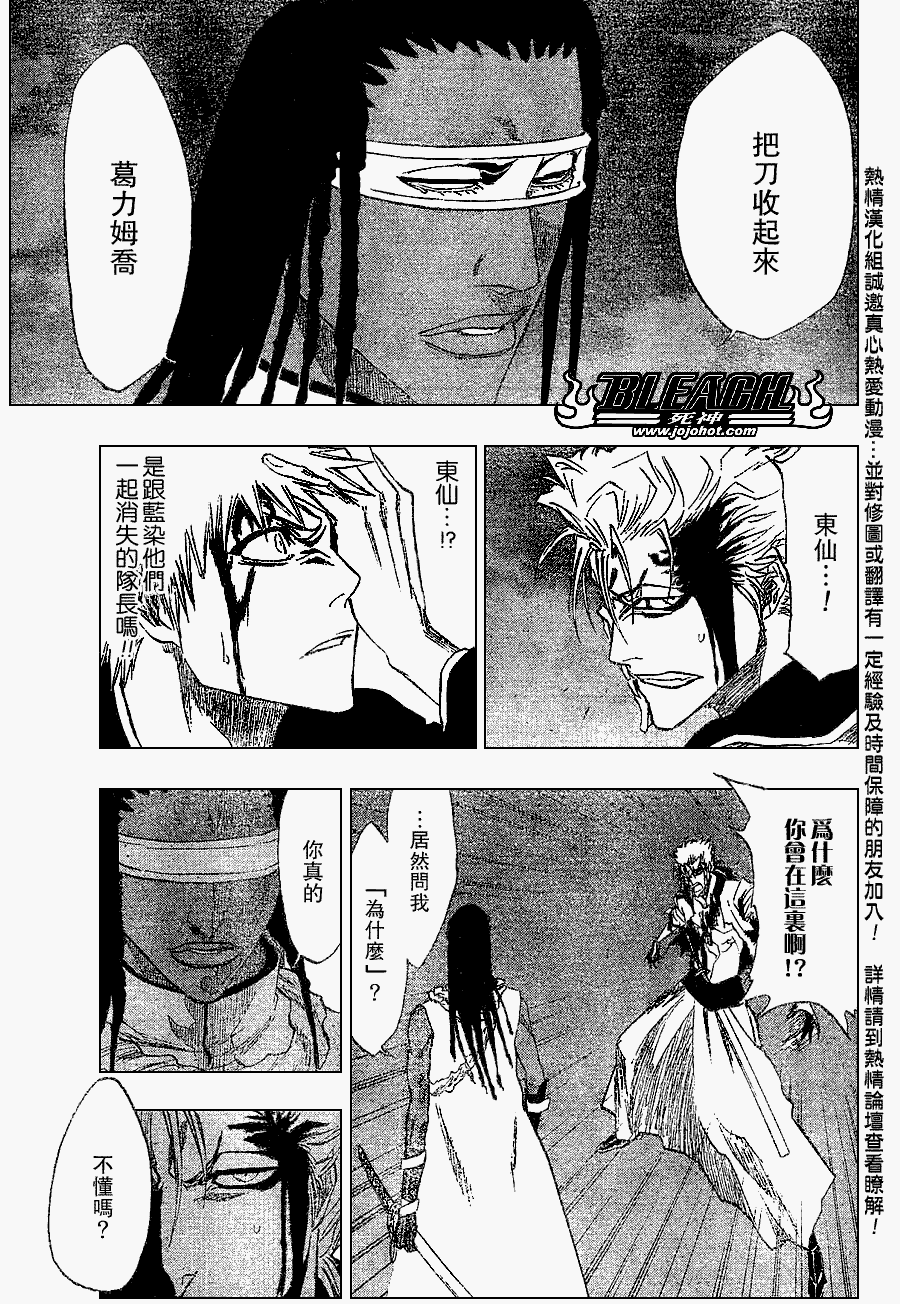 把刀收起來
葛力姆喬
BLEACH
死神
www.jojohot.com
東仙…！
東仙…!?
是跟藍染他們
一起消失的隊長嗎!!
爲什麼
你會在這裏啊!?
…居然問我
「為什麼」？
你真的
不懂嗎？
熱情漢化組誠邀真心熱愛動漫…並對修圖或翻譯有一定經驗及時間保障的朋友加入！ 詳情請到熱情論壇查看瞭解！